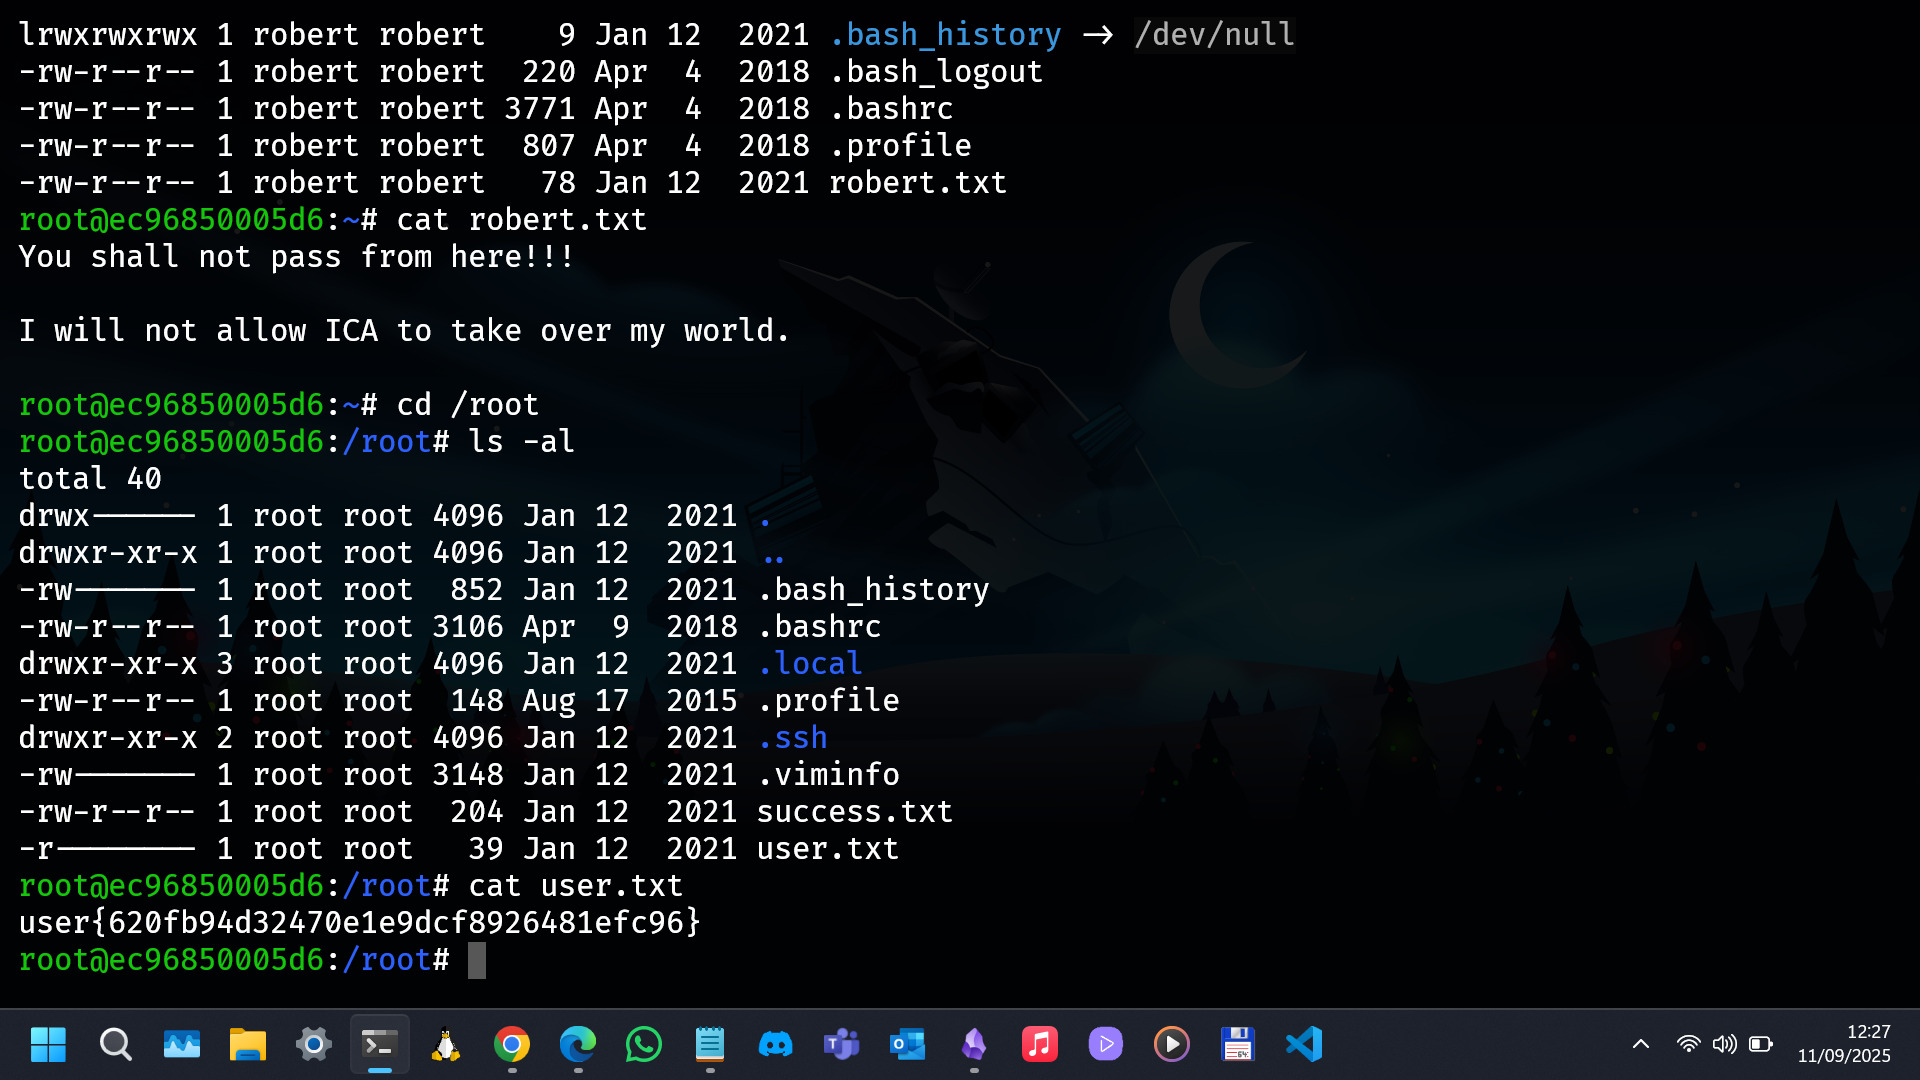 lrwxrwxrwx 1 robert robert    9 Jan 12  2021 .bash_history -> /dev/null
-rw-r--r-- 1 robert robert  220 Apr  4  2018 .bash_logout
-rw-r--r-- 1 robert robert 3771 Apr  4  2018 .bashrc
-rw-r--r-- 1 robert robert  807 Apr  4  2018 .profile
-rw-r--r-- 1 robert robert   78 Jan 12  2021 robert.txt
root@ec96850005d6:~# cat robert.txt
You shall not pass from here!!!
I will not allow ICA to take over my world.
root@ec96850005d6:~# cd /root
root@ec96850005d6:/root# ls -al
total 40
drwx------ 1 root root 4096 Jan 12  2021 .
drwxr-xr-x 1 root root 4096 Jan 12  2021 ..
-rw------- 1 root root  852 Jan 12  2021 .bash_history
-rw-r--r-- 1 root root 3106 Apr  9  2018 .bashrc
drwxr-xr-x 3 root root 4096 Jan 12  2021 .local
-rw-r--r-- 1 root root  148 Aug 17  2015 .profile
drwxr-xr-x 2 root root 4096 Jan 12  2021 .ssh
-rw------- 1 root root 3148 Jan 12  2021 .viminfo
-rw-r--r-- 1 root root  204 Jan 12  2021 success.txt
-r-------- 1 root root   39 Jan 12  2021 user.txt
root@ec96850005d6:/root# cat user.txt
user{620fb94d32470e1e9dcf8926481efc96}
root@ec96850005d6:/root#
12:27
11/09/2025